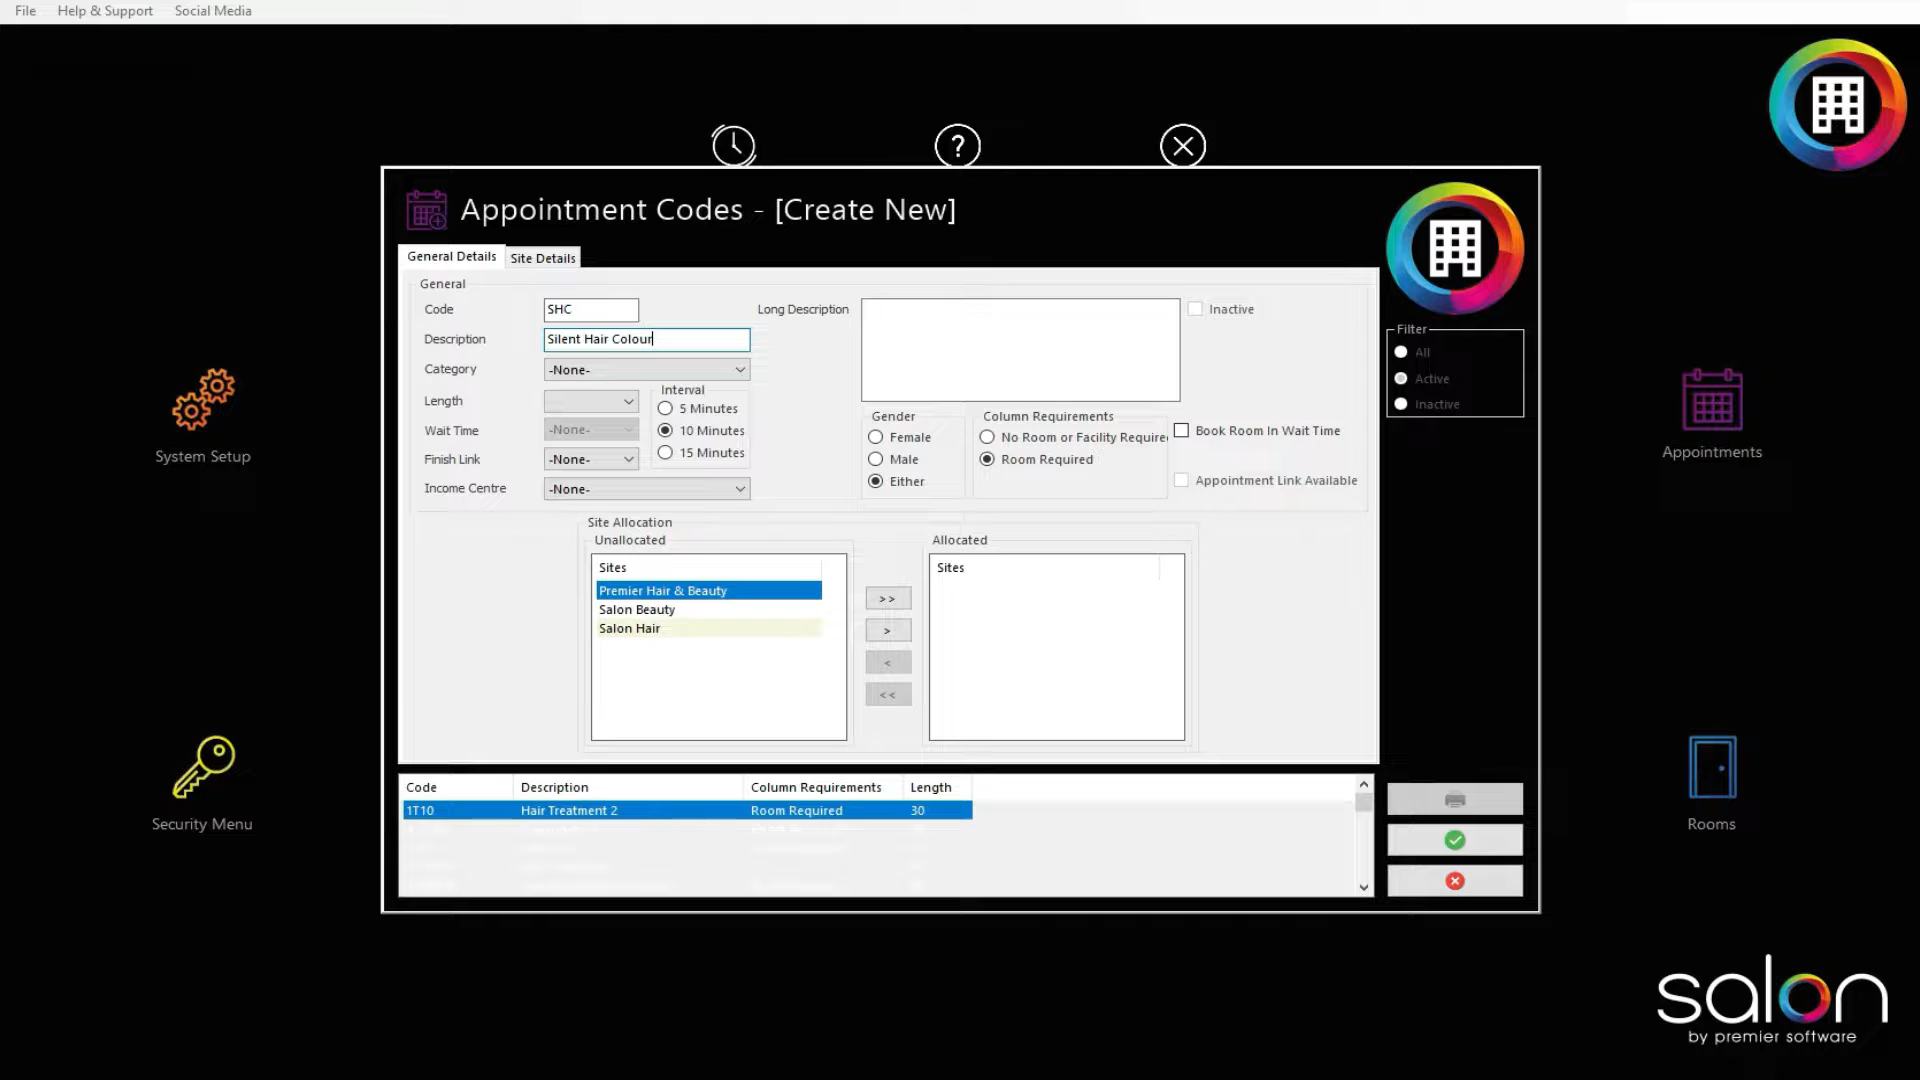 File Help & Support Social Media
Appointment Codes - [Create New]
General Details Site Details
General
Code SHC Long Description Inactive
Description Silent Hair Colour
Category -None-
Length
Interval
5 Minutes
10 Minutes
15 Minutes
Wait Time -None-
Finish Link -None-
Income Centre -None-
Gender
Female
Male
Either
Column Requirements
No Room or Facility Require
Room Required
Book Room In Wait Time
Appointment Link Available
Filter
All
Active
Inactive
Site Allocation
Unallocated
Sites
Premier Hair & Beauty
Salon Beauty
Salon Hair
>>
>
<
<<
Allocated
Sites
Code Description Column Requirements Length
1T10 Hair Treatment 2 Room Required 30
System Setup
Security Menu
Appointments
Rooms
salon
by premier software